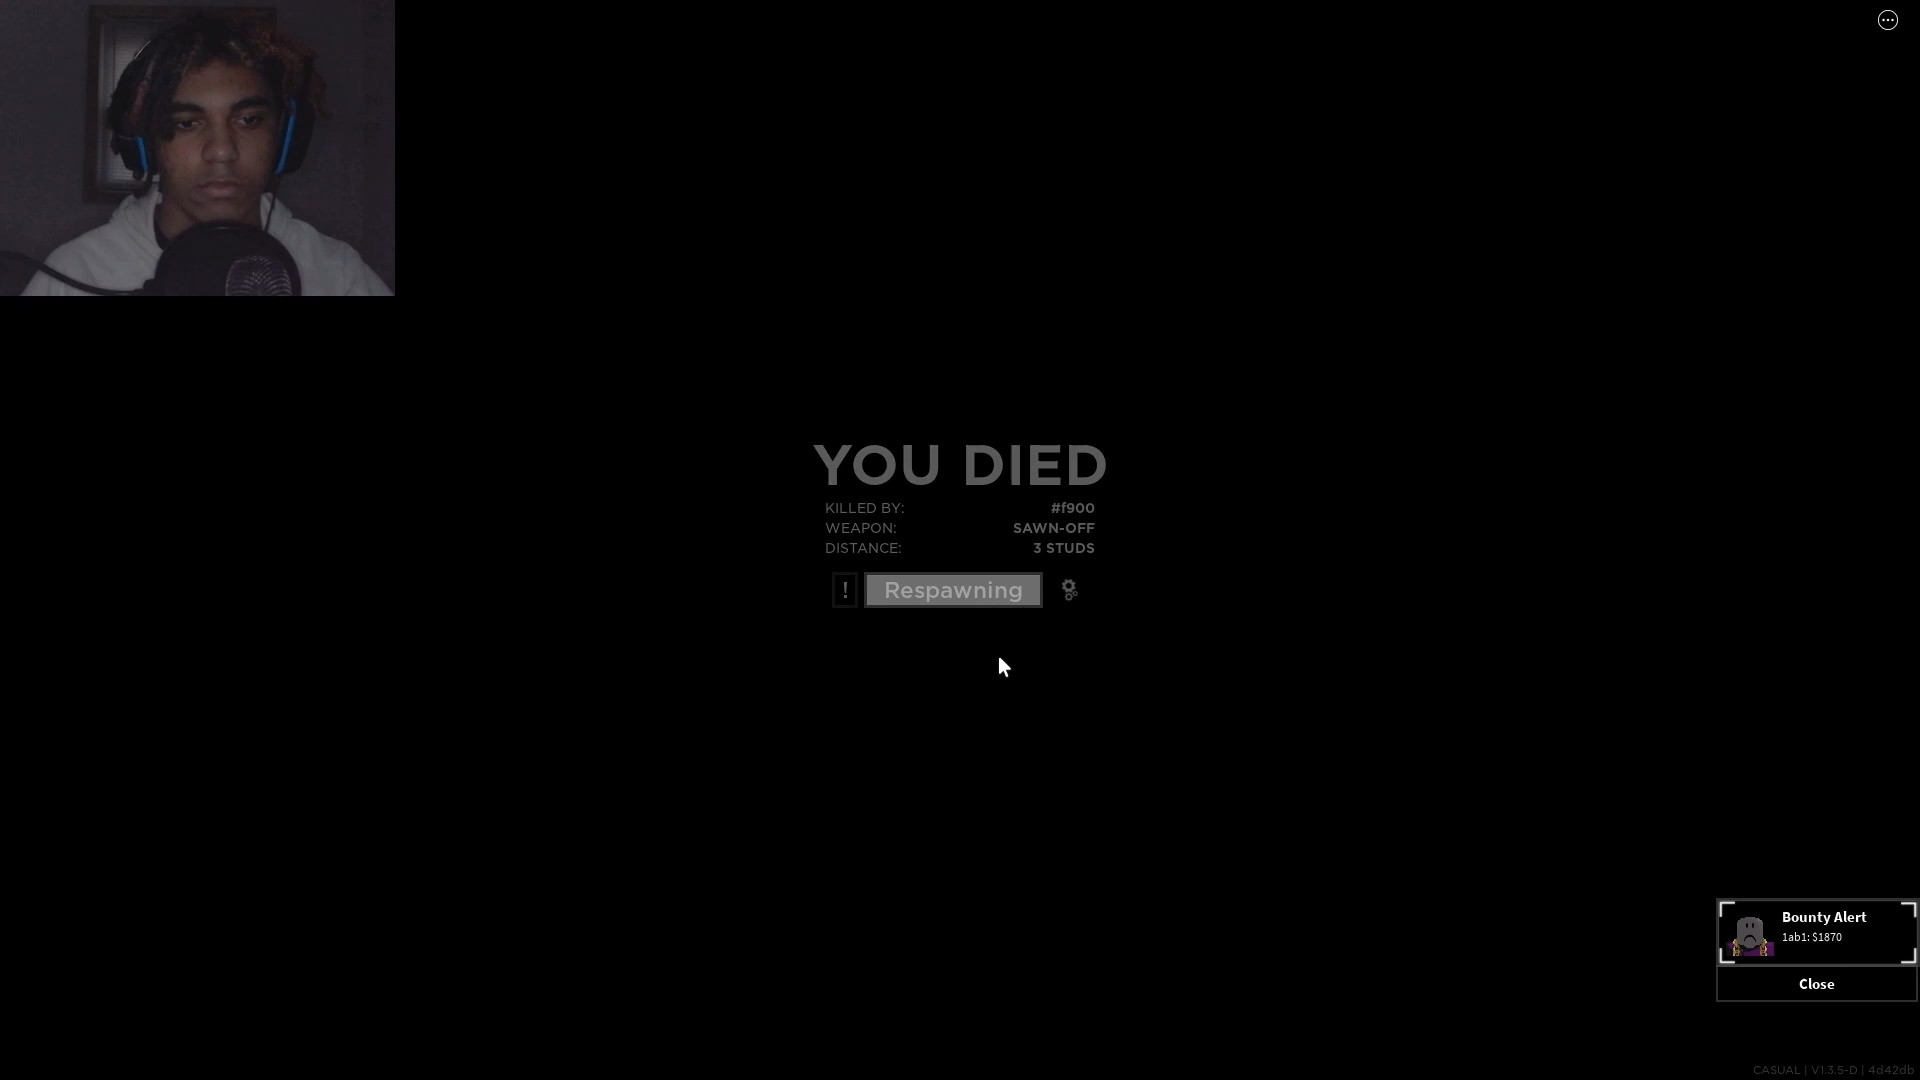 YOU DIED
KILLED BY: #f900
WEAPON: SAWN-OFF
DISTANCE: 3 STUDS
! Respawning
Bounty Alert
1ab1: $1870
Close
CASUAL | V1.3.5-D | 4d42db